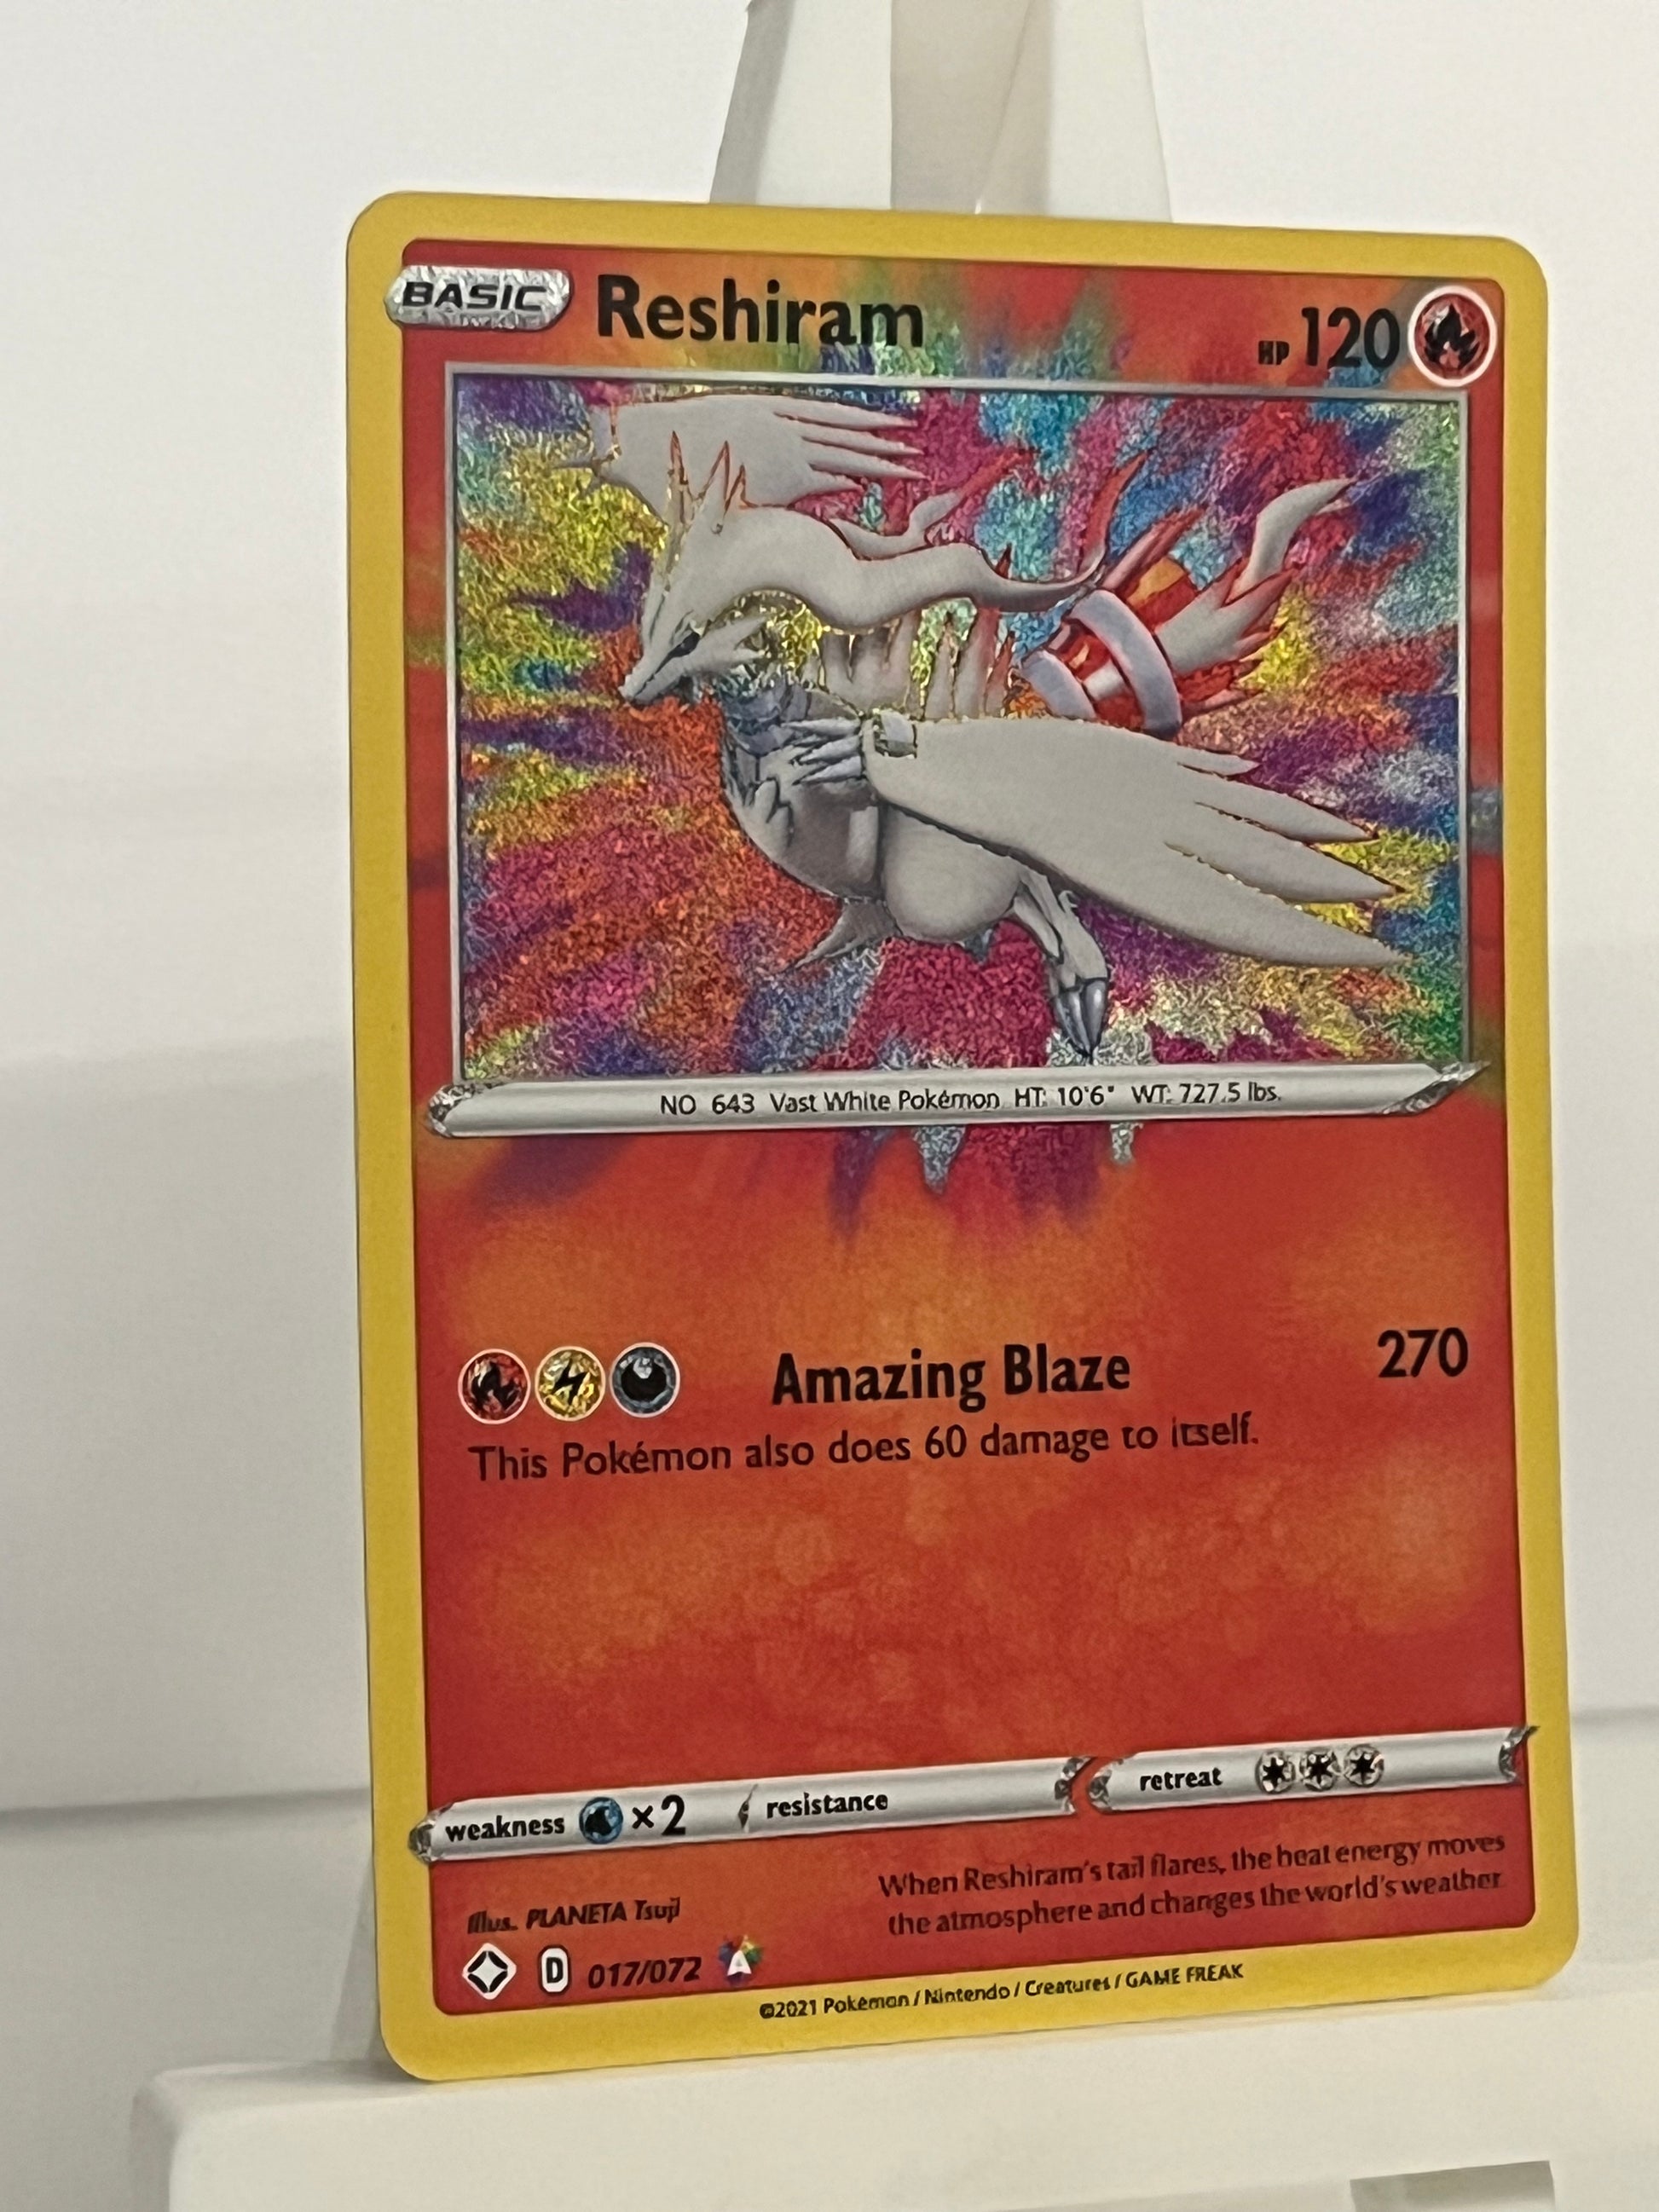 BASIC Reshiram HP 120
NO 643 Vast White Pokémon HT: 10'6" WT: 727.5 lbs.
Amazing Blaze 270
This Pokémon also does 60 damage to itself.
weakness ×2 resistance retreat
When Reshiram's tail flares, the heat energy moves
the atmosphere and changes the world's weather.
Illus. PLANETA Tsuji
D 017/072 A
©2021 Pokémon / Nintendo / Creatures / GAME FREAK